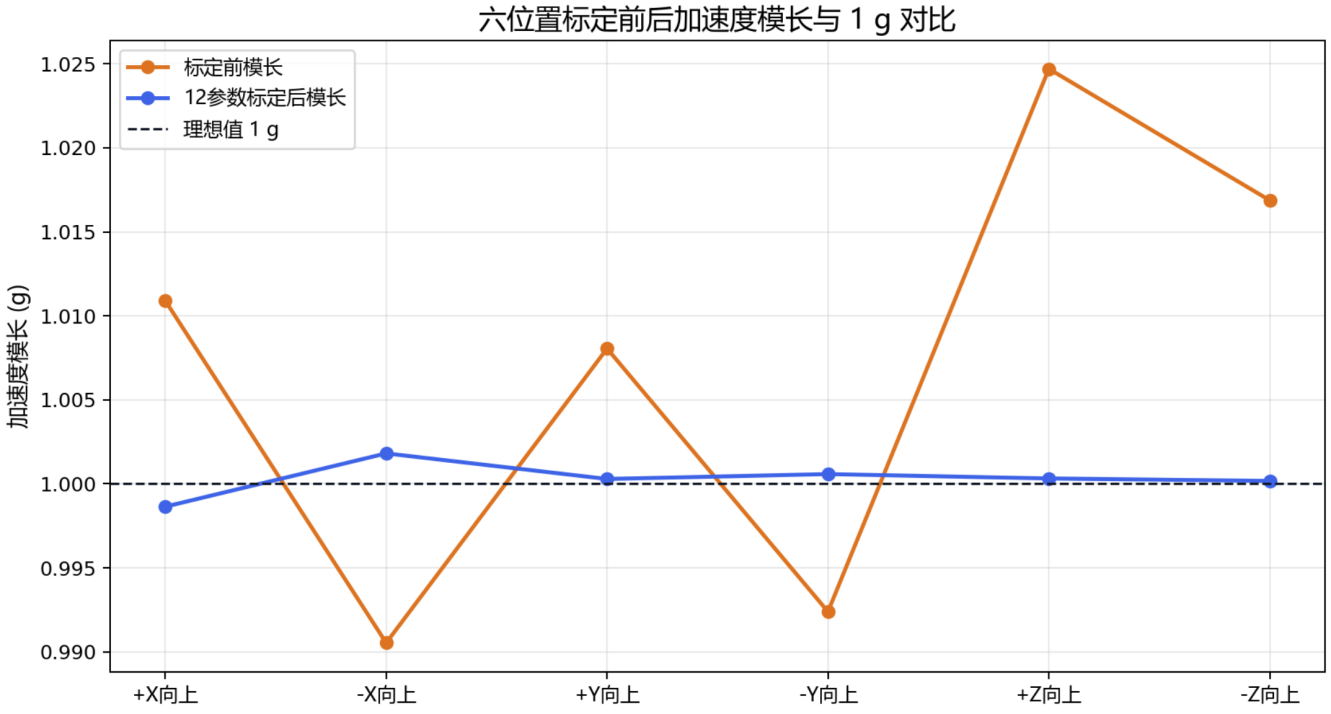 六位置标定前后加速度模长与 1 g 对比
标定前模长
12参数标定后模长
理想值 1 g
加速度模长 (g)
1.025
1.020
1.015
1.010
1.005
1.000
0.995
0.990
+X向上
-X向上
+Y向上
-Y向上
+Z向上
-Z向上